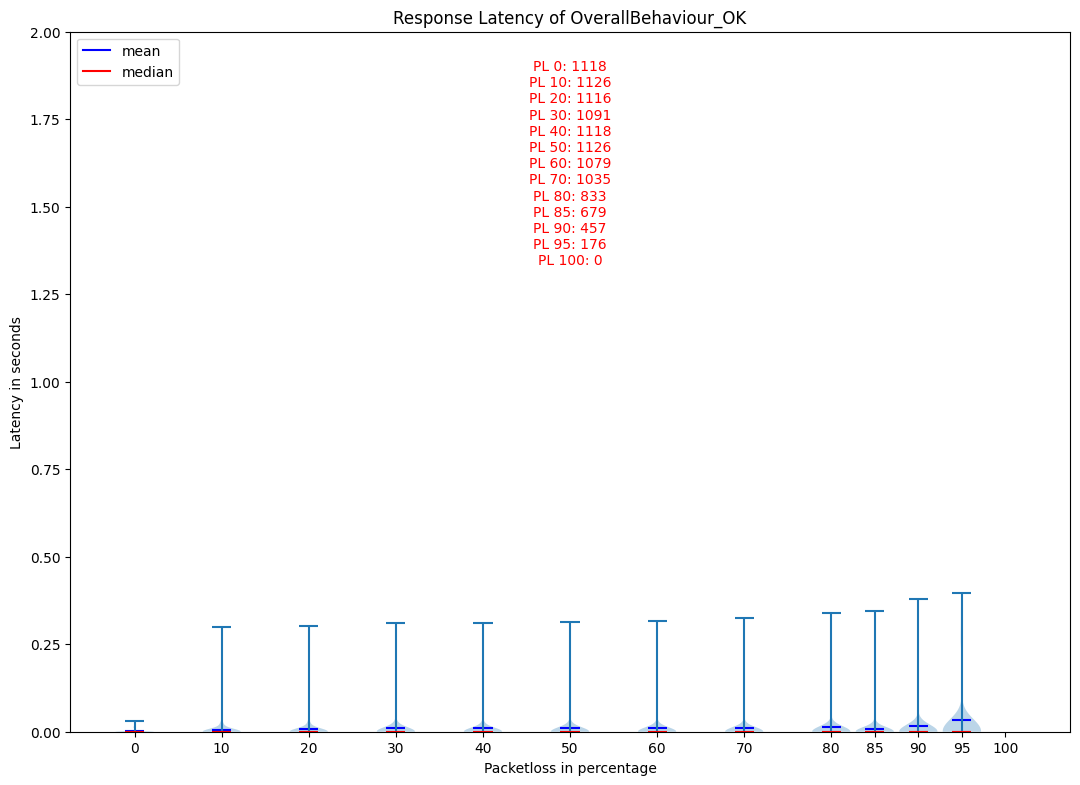 Response Latency of OverallBehaviour_OK
mean
median
PL 0: 1118
PL 10: 1126
PL 20: 1116
PL 30: 1091
PL 40: 1118
PL 50: 1126
PL 60: 1079
PL 70: 1035
PL 80: 833
PL 85: 679
PL 90: 457
PL 95: 176
PL 100: 0
Latency in seconds
2.00
1.75
1.50
1.25
1.00
0.75
0.50
0.25
0.00
0 10 20 30 40 50 60 70 80 85 90 95 100
Packetloss in percentage